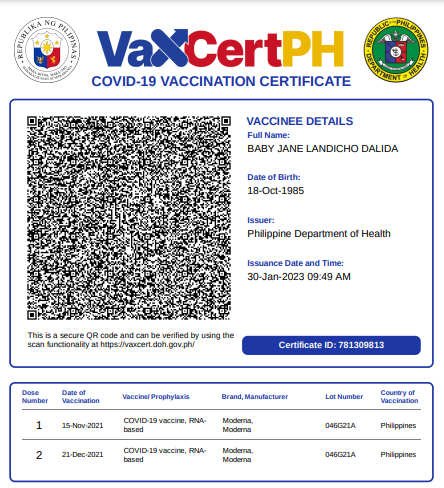 REPUBLIKA NG PILIPINAS
VaxCertPH
REPUBLIC OF THE PHILIPPINES
DEPARTMENT OF HEALTH
COVID-19 VACCINATION CERTIFICATE
VACCINEE DETAILS
Full Name:
BABY JANE LANDICHO DALIDA
Date of Birth:
18-Oct-1985
Issuer:
Philippine Department of Health
Issuance Date and Time:
30-Jan-2023 09:49 AM
This is a secure QR code and can be verified by using the
scan functionality at https://vaxcert.doh.gov.ph/
Certificate ID: 781309813
Dose Number Date of Vaccination Vaccine/ Prophylaxis Brand, Manufacturer Lot Number Country of Vaccination
1 15-Nov-2021 COVID-19 vaccine, RNA-based Moderna, Moderna 046G21A Philippines
2 21-Dec-2021 COVID-19 vaccine, RNA-based Moderna, Moderna 046G21A Philippines